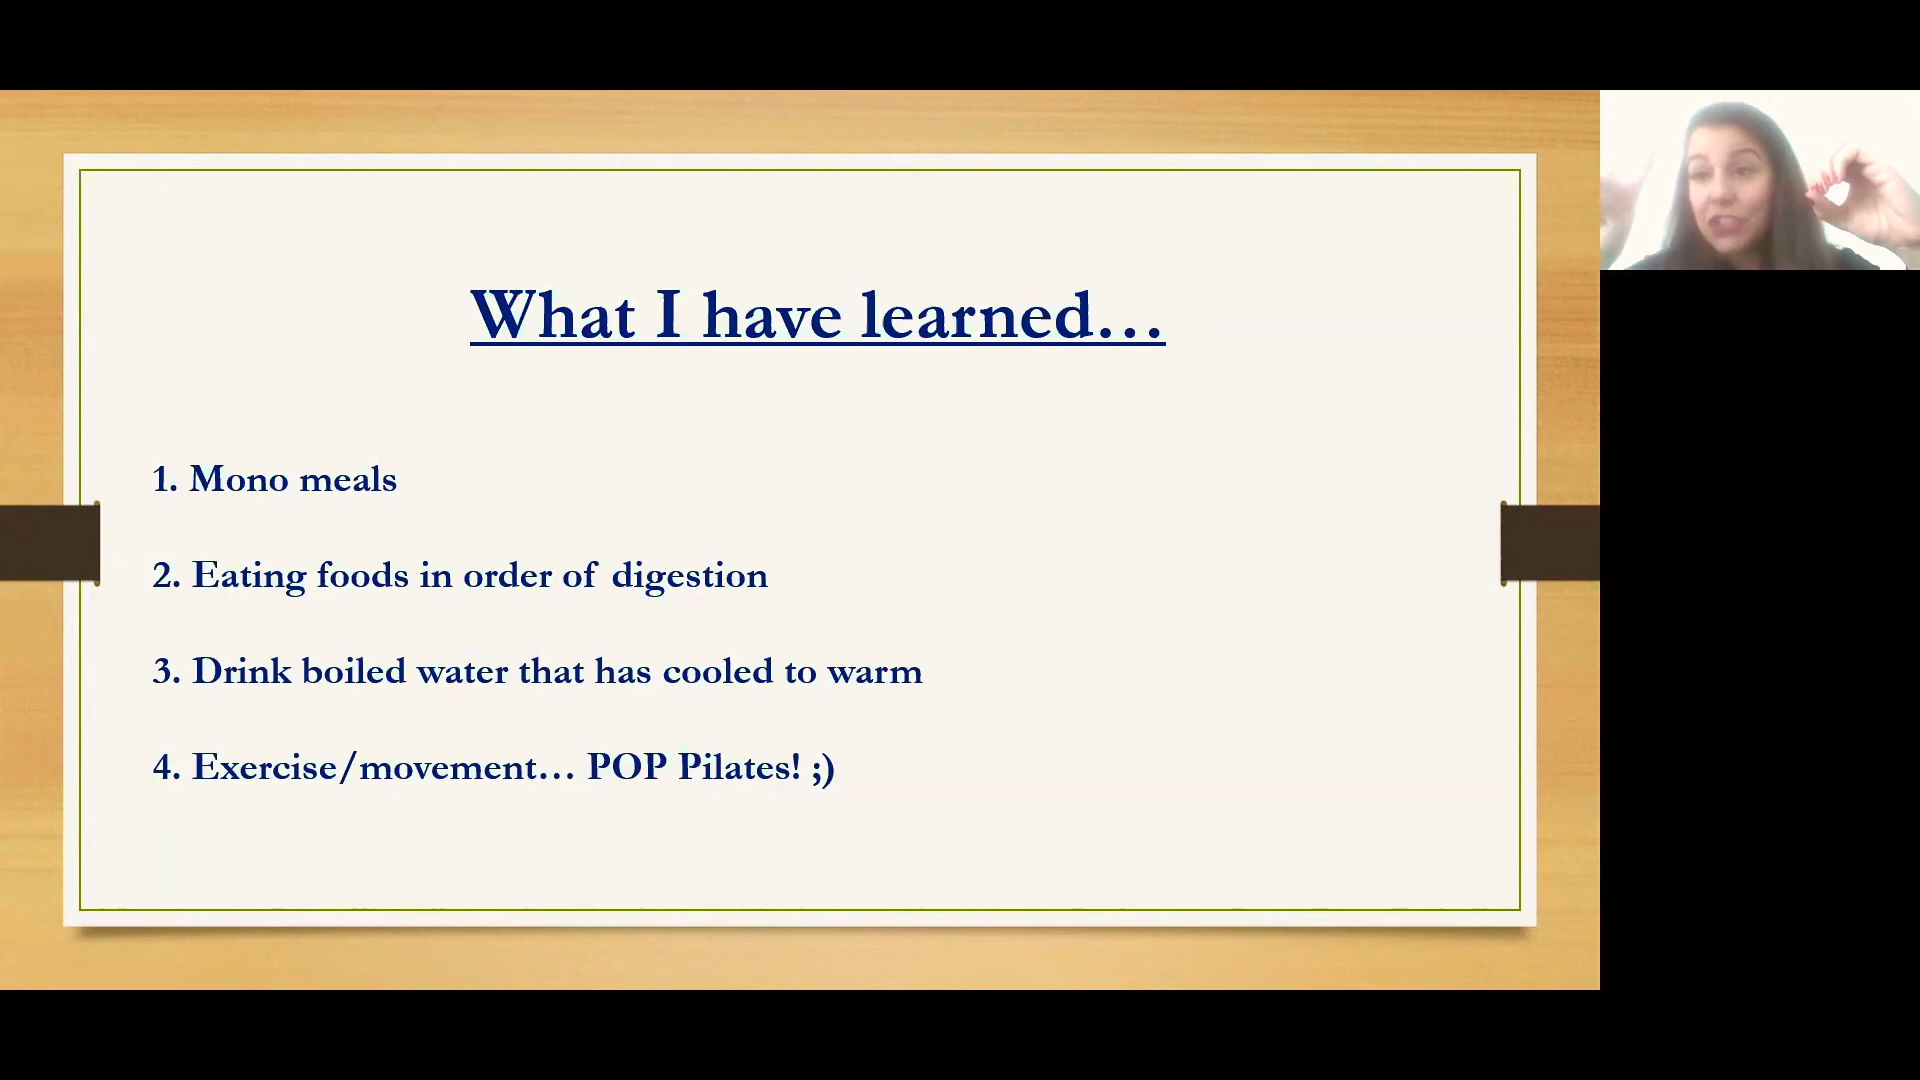 What I have learned…
1. Mono meals
2. Eating foods in order of digestion
3. Drink boiled water that has cooled to warm
4. Exercise/movement… POP Pilates! ;)